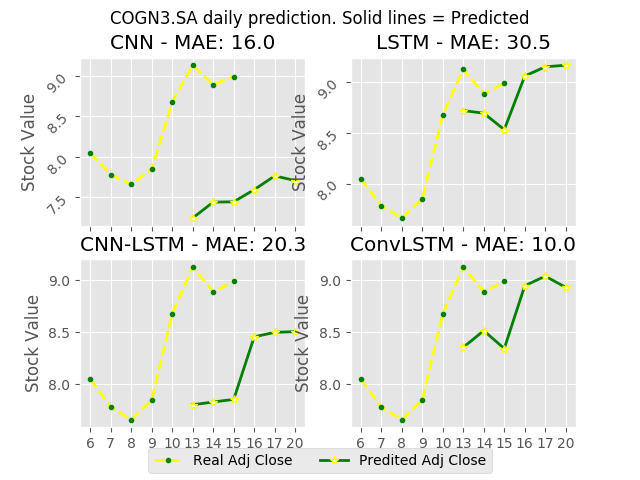 COGN3.SA daily prediction. Solid lines = Predicted
CNN - MAE: 16.0
LSTM - MAE: 30.5
Stock Value
9.0
8.5
8.0
7.5
Stock Value
9.0
8.5
8.0
CNN-LSTM - MAE: 20.3
ConvLSTM - MAE: 10.0
Stock Value
9.0
8.5
8.0
6 7 8 9 10 13 14 15 16 17 20
Stock Value
9.0
8.5
8.0
6 7 8 9 10 13 14 15 16 17 20
Real Adj Close
Predited Adj Close